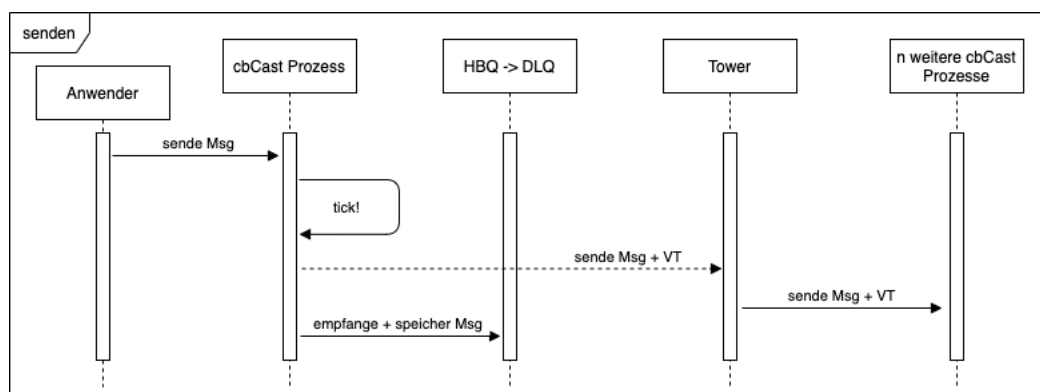 senden
Anwender
cbCast Prozess
HBQ -> DLQ
Tower
n weitere cbCast
Prozesse
sende Msg
tick!
sende Msg + VT
sende Msg + VT
empfange + speicher Msg